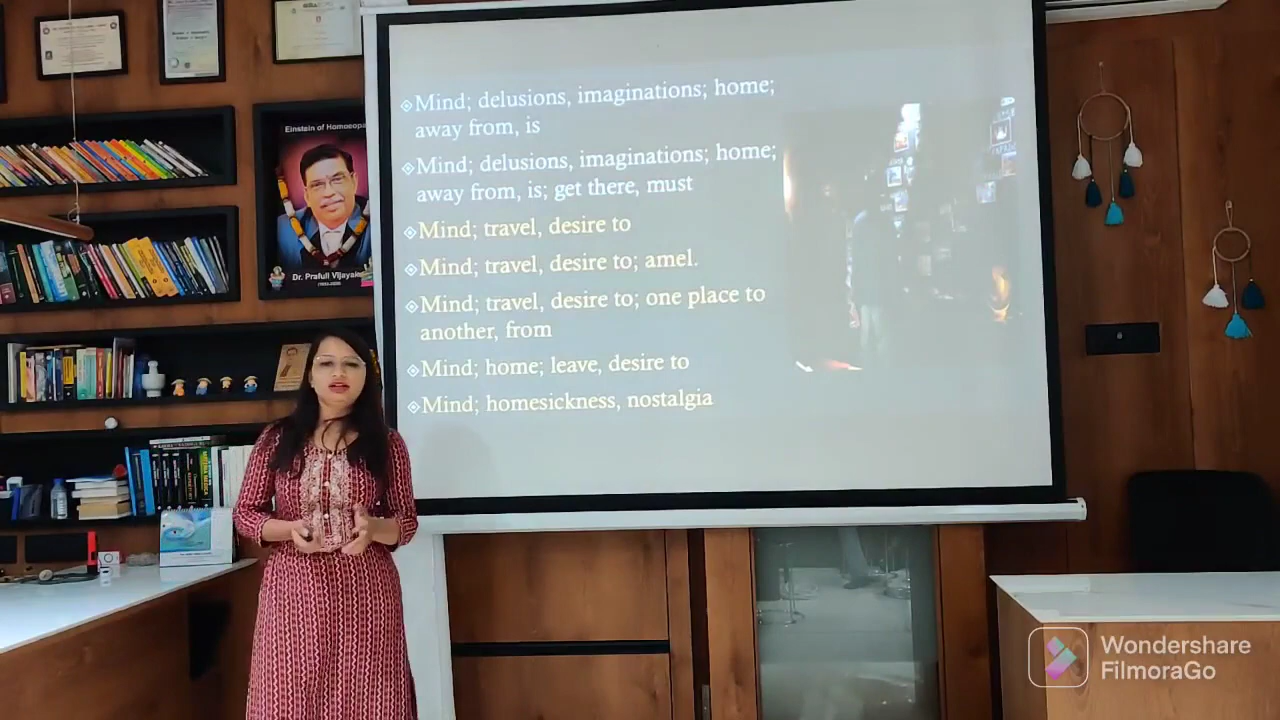 Einstain of Homoeopa
Dr. Prafull Vijayak
Mind; delusions, imaginations; home;
away from, is
Mind; delusions, imaginations; home;
away from, is; get there, must
Mind; travel, desire to
Mind; travel, desire to; amel.
Mind; travel, desire to; one place to
another, from
Mind; home; leave, desire to
Mind; homesickness, nostalgia
Wondershare
FilmoraGo